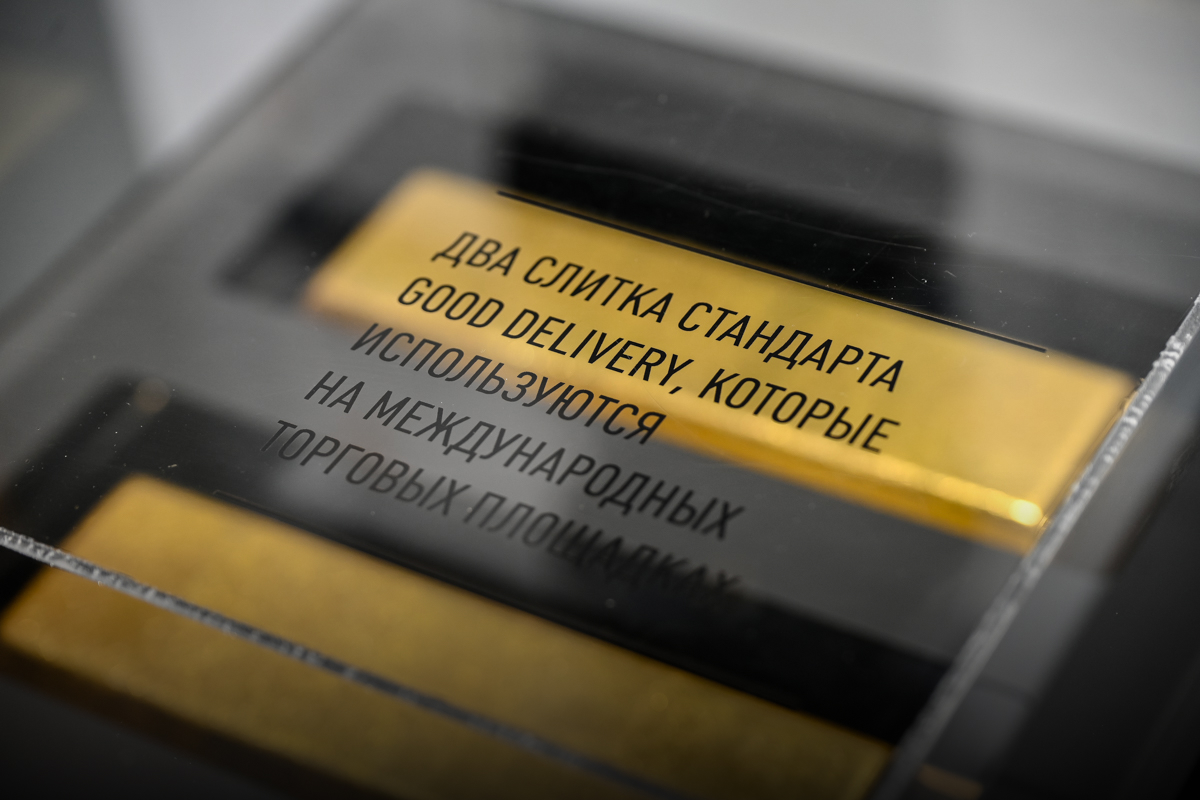 ДВА СЛИТКА СТАНДАРТА
GOOD DELIVERY, КОТОРЫЕ
ИСПОЛЬЗУЮТСЯ
НА МЕЖДУНАРОДНЫХ
ТОРГОВЫХ ПЛОЩАДКАХ